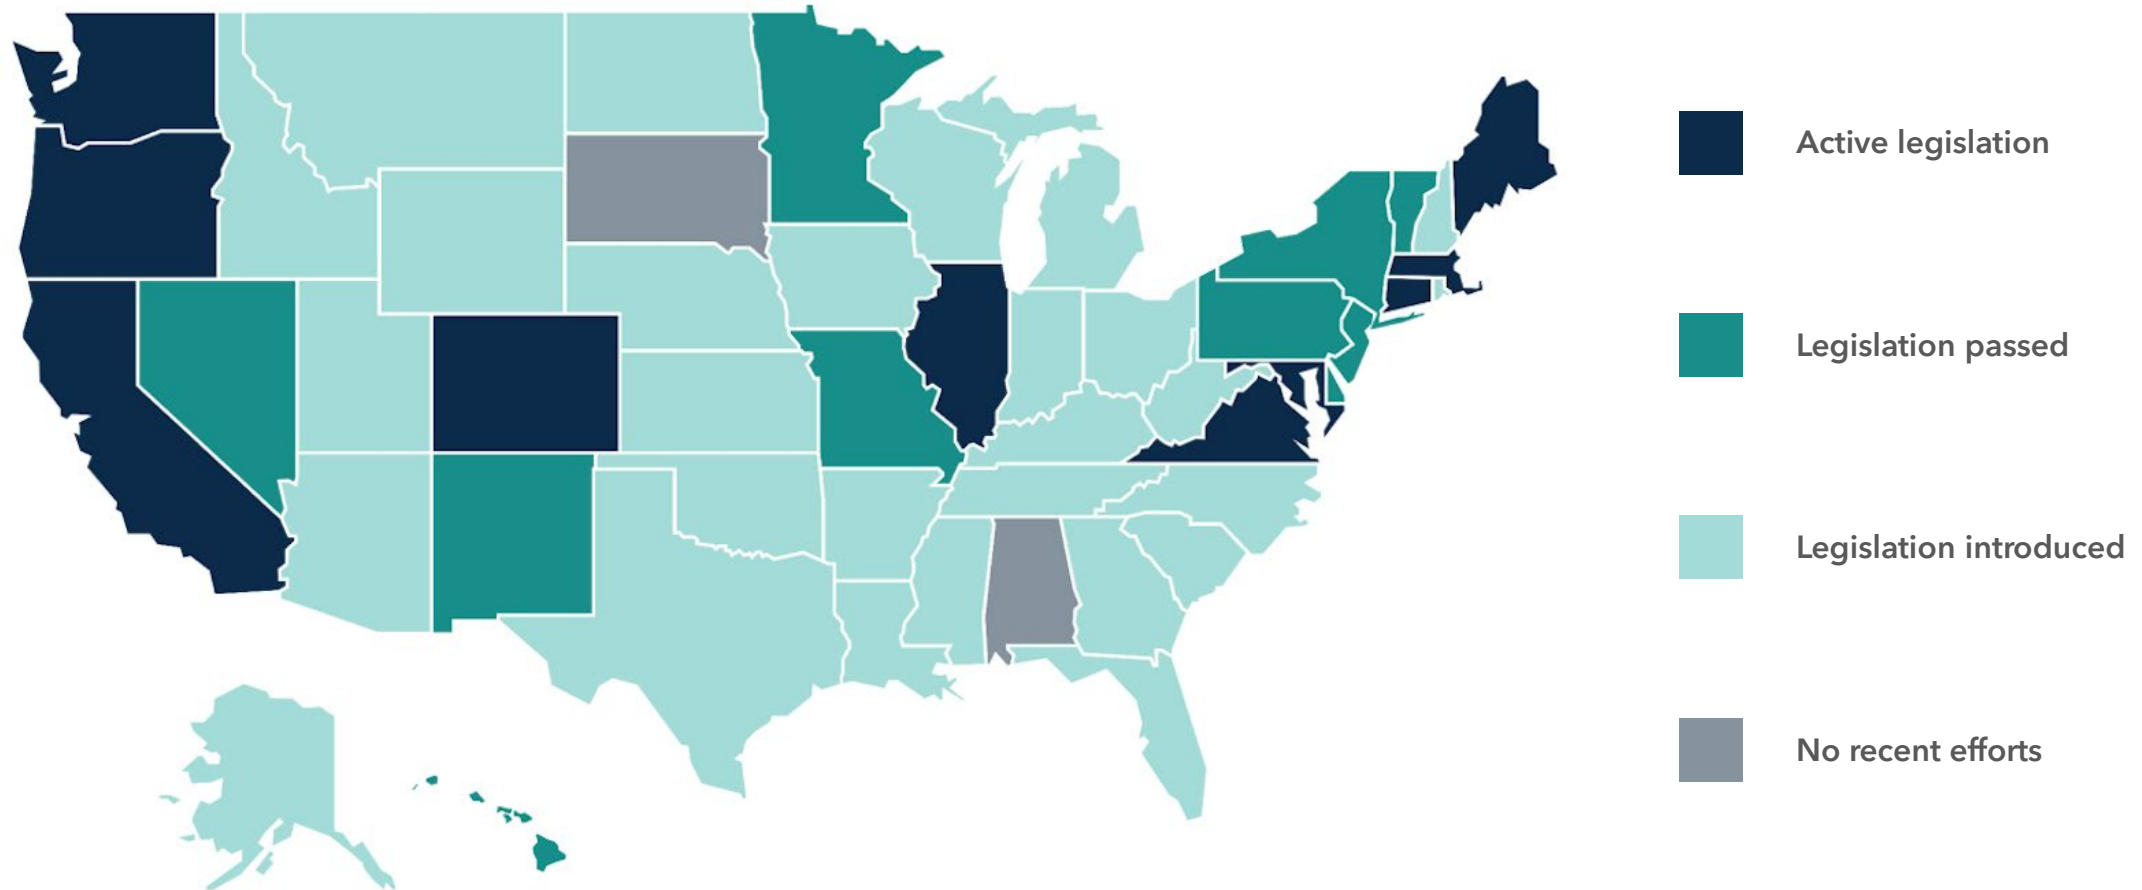 Active legislation
Legislation passed
Legislation introduced
No recent efforts